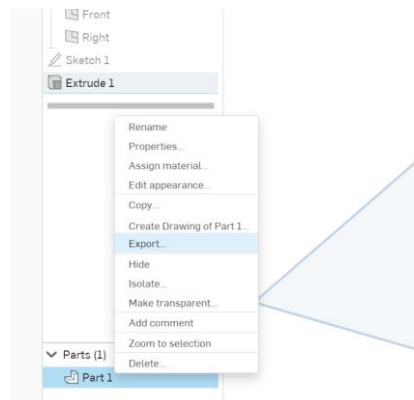 Front
Right
Sketch 1
Extrude 1
Rename
Properties...
Assign material...
Edit appearance...
Copy...
Create Drawing of Part 1...
Export...
Hide
Isolate...
Make transparent...
Add comment
Zoom to selection
Delete...
Parts (1)
Part 1